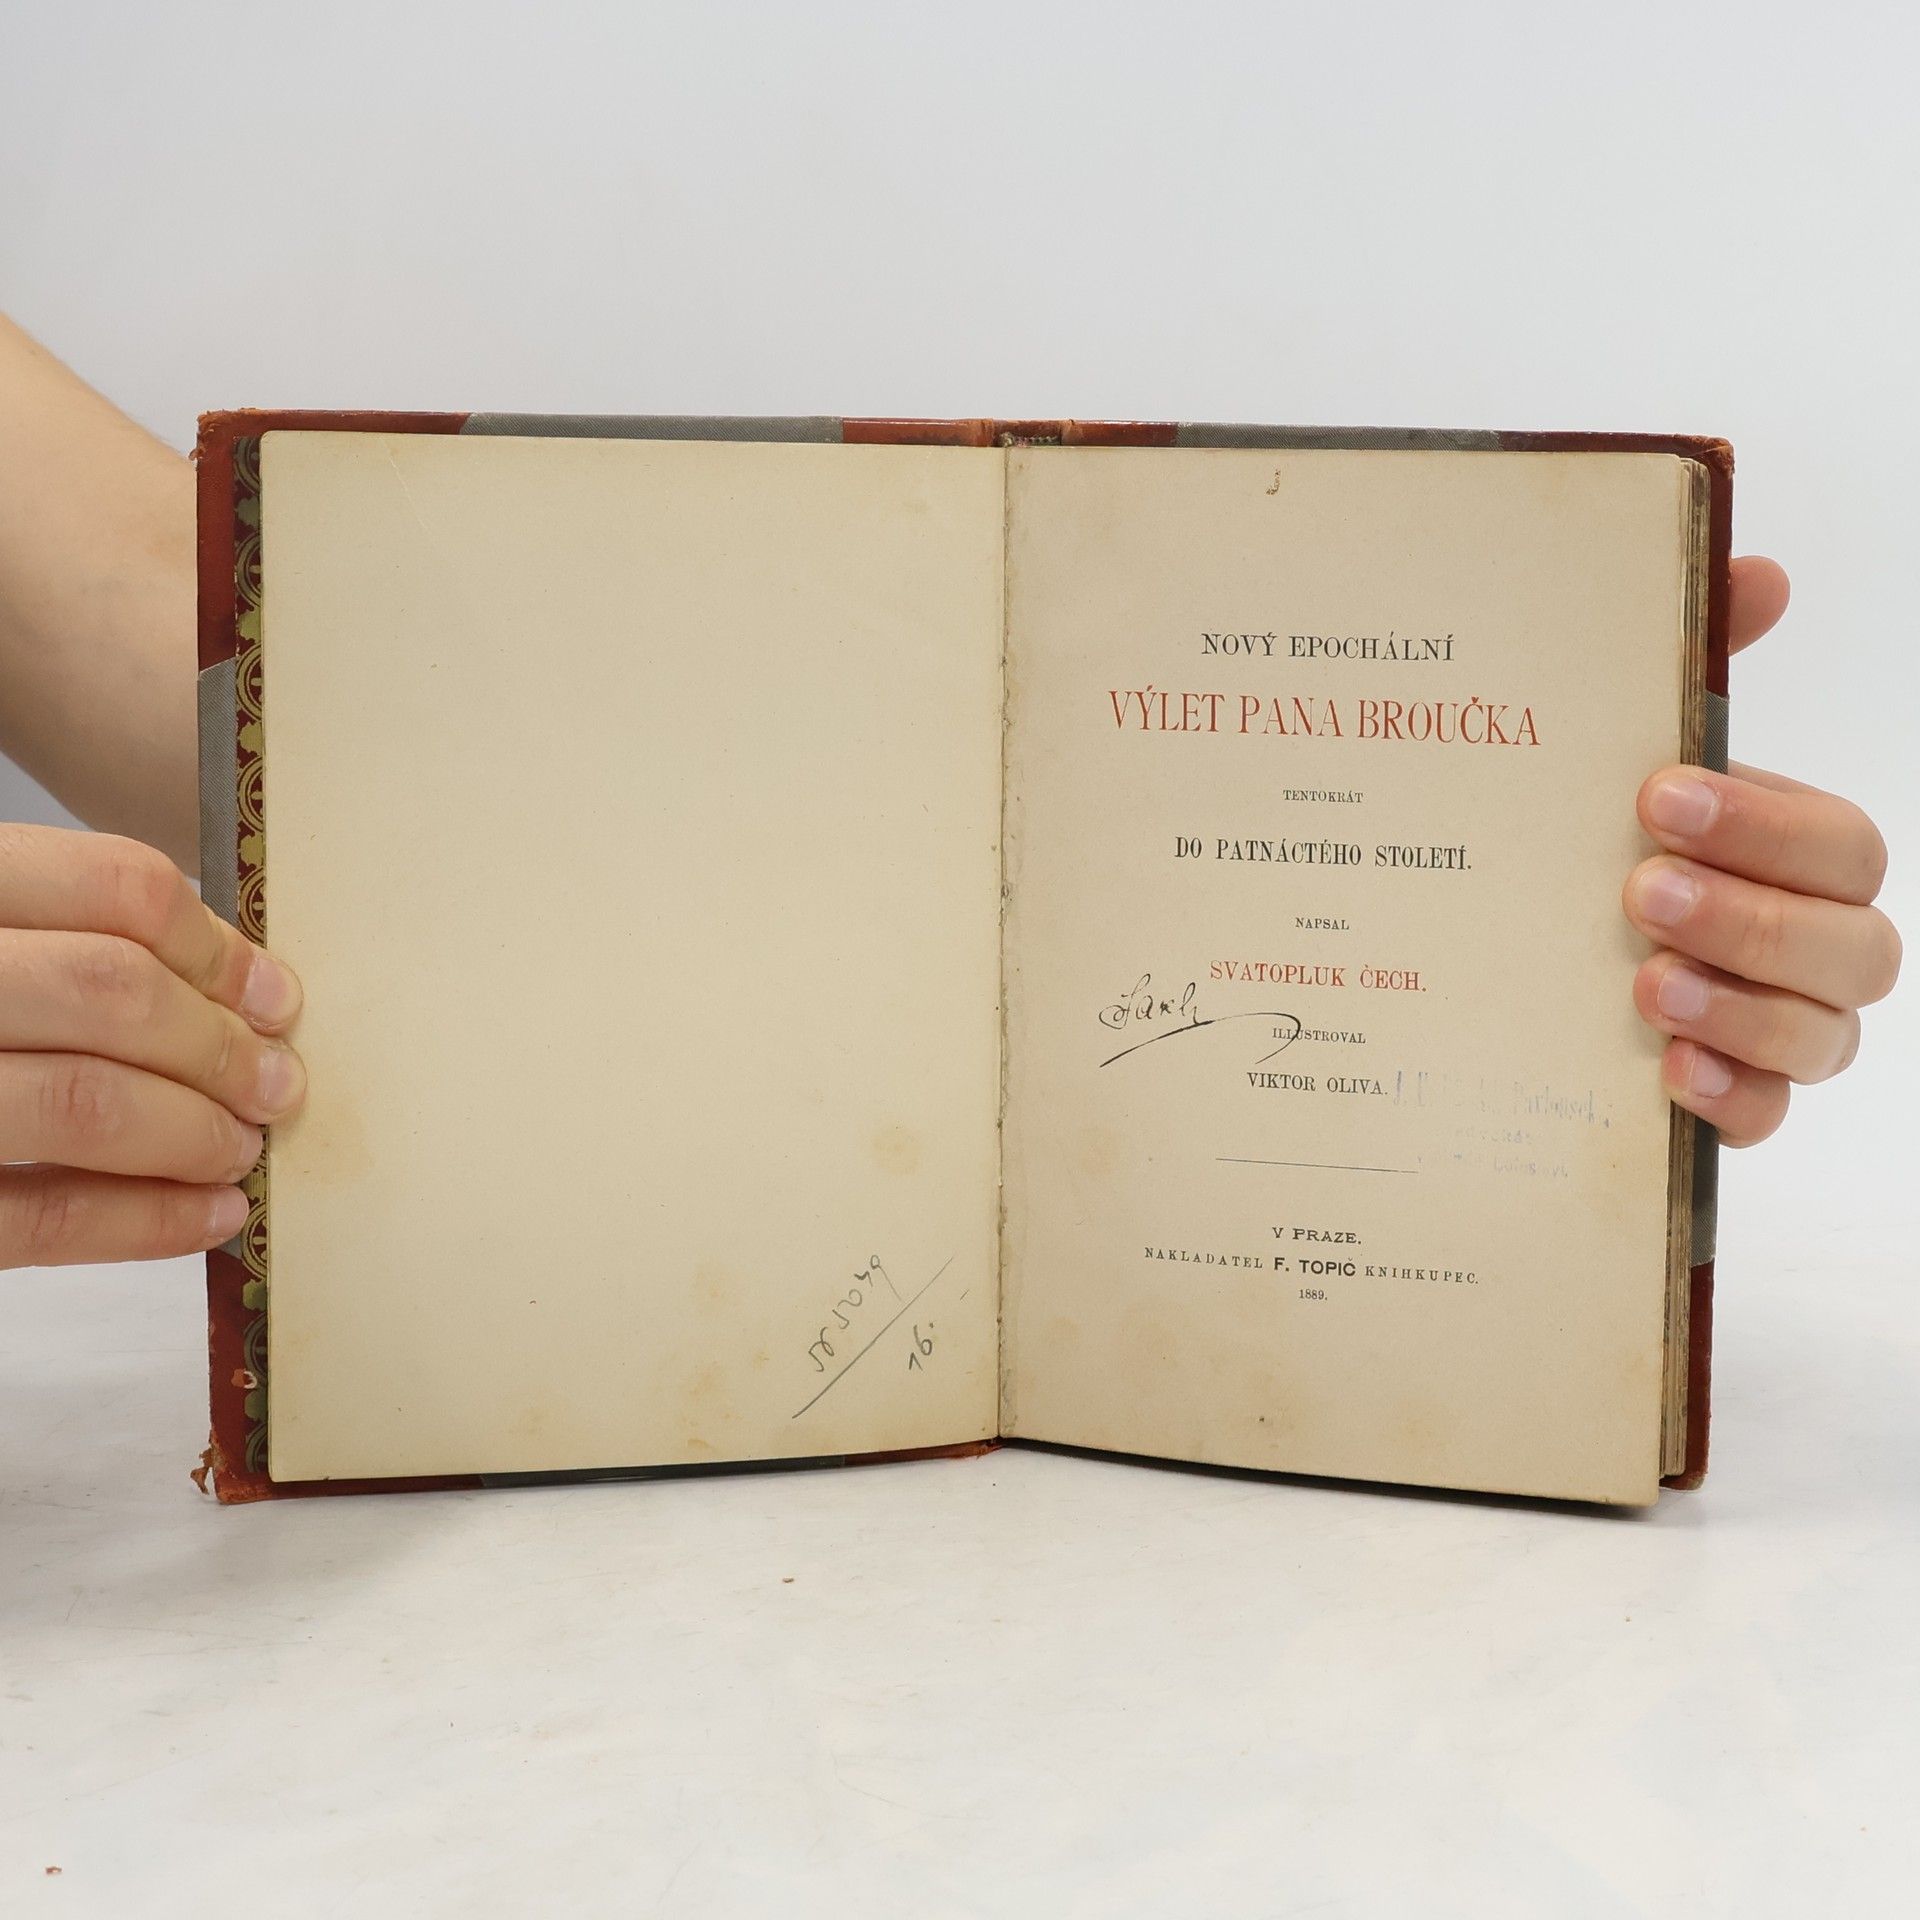 NOVÝ EPOCHÁLNÍ
VÝLET PANA BROUČKA
TENTOKRÁT
DO PATNÁCTÉHO STOLETÍ.
NAPSAL
SVATOPLUK ČECH.
ILLUSTROVAL
VIKTOR OLIVA.
V PRAZE.
NAKLADATEL F. TOPIČ KNIHKUPEC.
1889.
16.